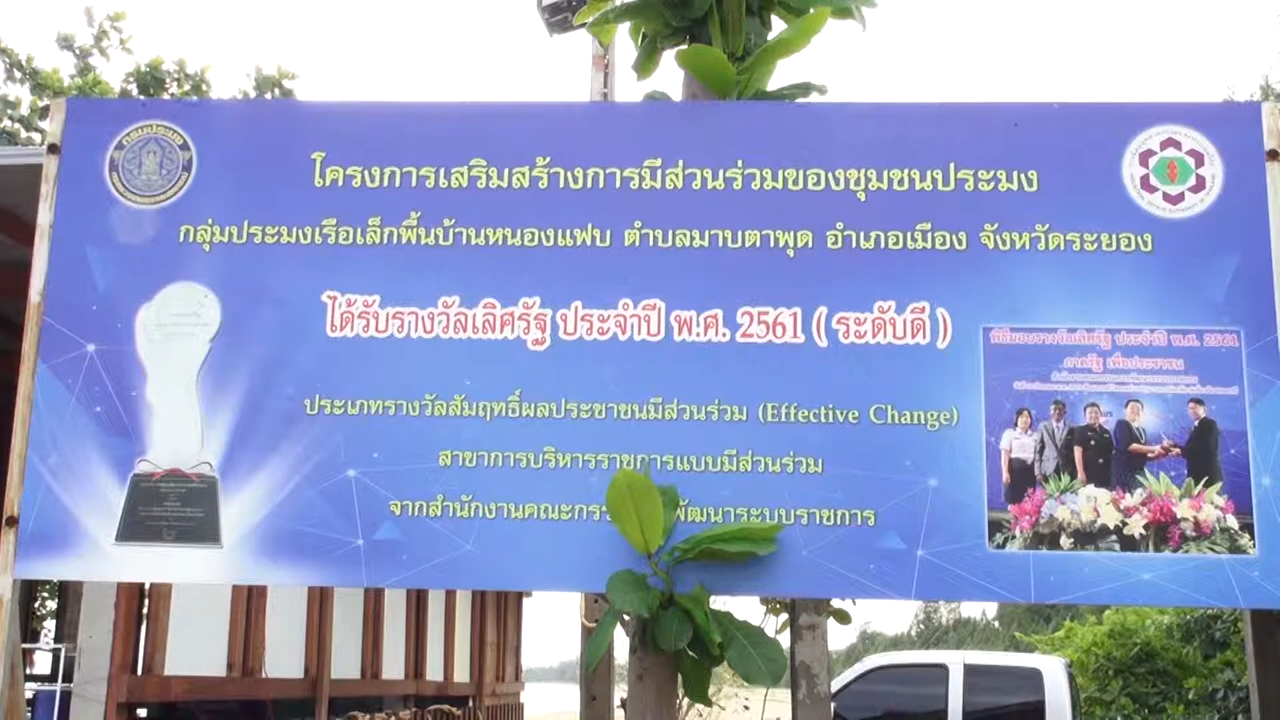 กรมประมง
โครงการเสริมสร้างการมีส่วนร่วมของชุมชนประมง
กลุ่มประมงเรือเล็กพื้นบ้านหนองแฟบ ตำบลมาบตาพุด อำเภอเมือง จังหวัดระยอง
ได้รับรางวัลเลิศรัฐ ประจำปี พ.ศ. 2561 ( ระดับดี )
ประเภทรางวัลสัมฤทธิ์ผลประชาชนมีส่วนร่วม (Effective Change)
สาขาการบริหารราชการแบบมีส่วนร่วม
จากสำนักงานคณะกรร พัฒนาระบบราชการ
พิธีมอบรางวัลเลิศรัฐ ประจำปี พ.ศ. 2561
ภาครัฐ เพื่อประชาชน